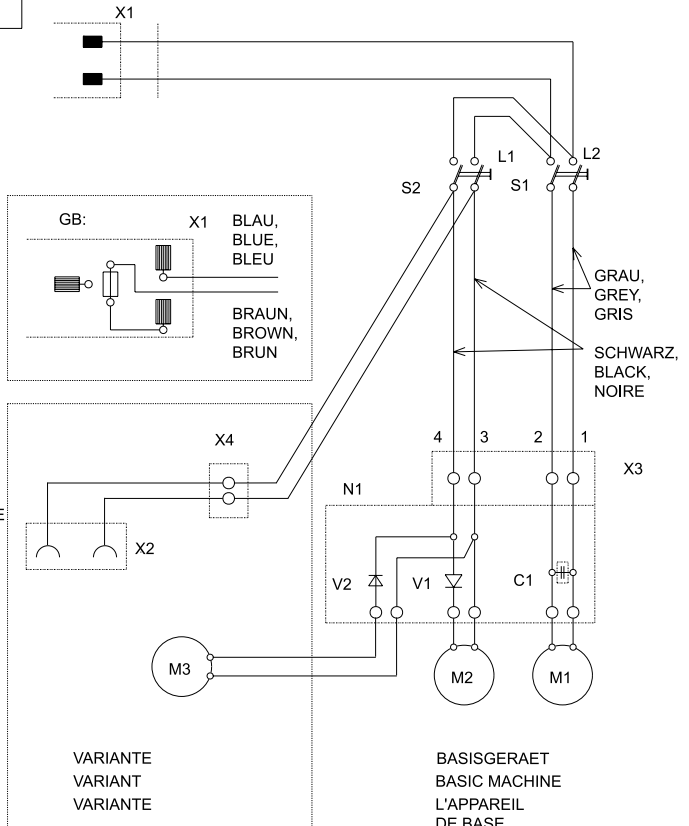 X1
L1
L2
S2
S1
GB:
X1
BLAU,
BLUE,
BLEU
BRAUN,
BROWN,
BRUN
GRAU,
GREY,
GRIS
SCHWARZ,
BLACK,
NOIRE
X4
4
3
2
1
X3
N1
E
X2
V2
V1
C1
M3
M2
M1
VARIANTE
VARIANT
VARIANTE
BASISGERAET
BASIC MACHINE
L'APPAREIL
DE BASE